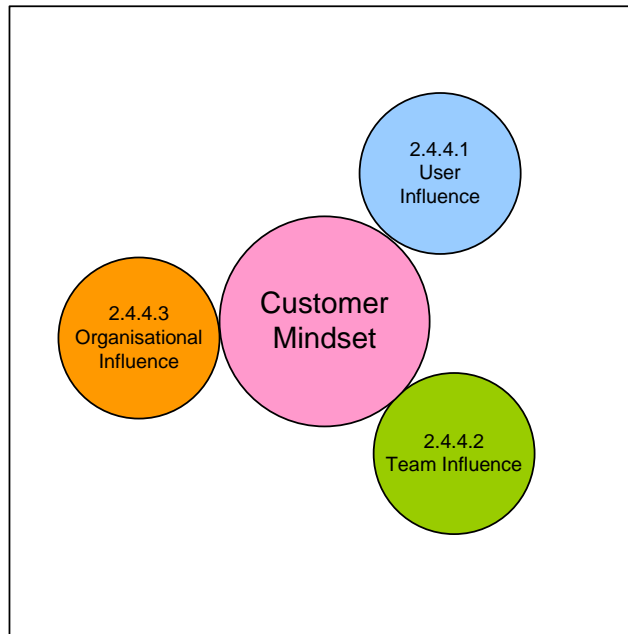 2.4.4.1
User
Influence
Customer
Mindset
2.4.4.3
Organisational
Influence
2.4.4.2
Team Influence